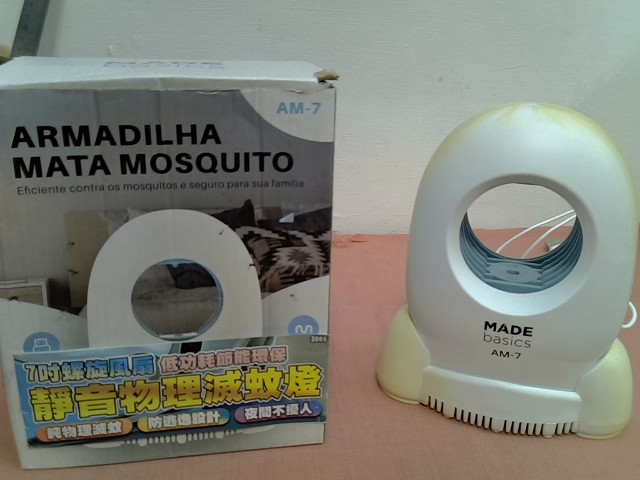 AM-7
ARMADILHA
MATA MOSQUITO
Eficiente contra os mosquitos e seguro para sua família
7吋螺旋風扇 低功耗節能環保
靜音物理滅蚊燈
純物理滅蚊 防逃逸設計 夜間不擾人
MADE
basics
AM-7